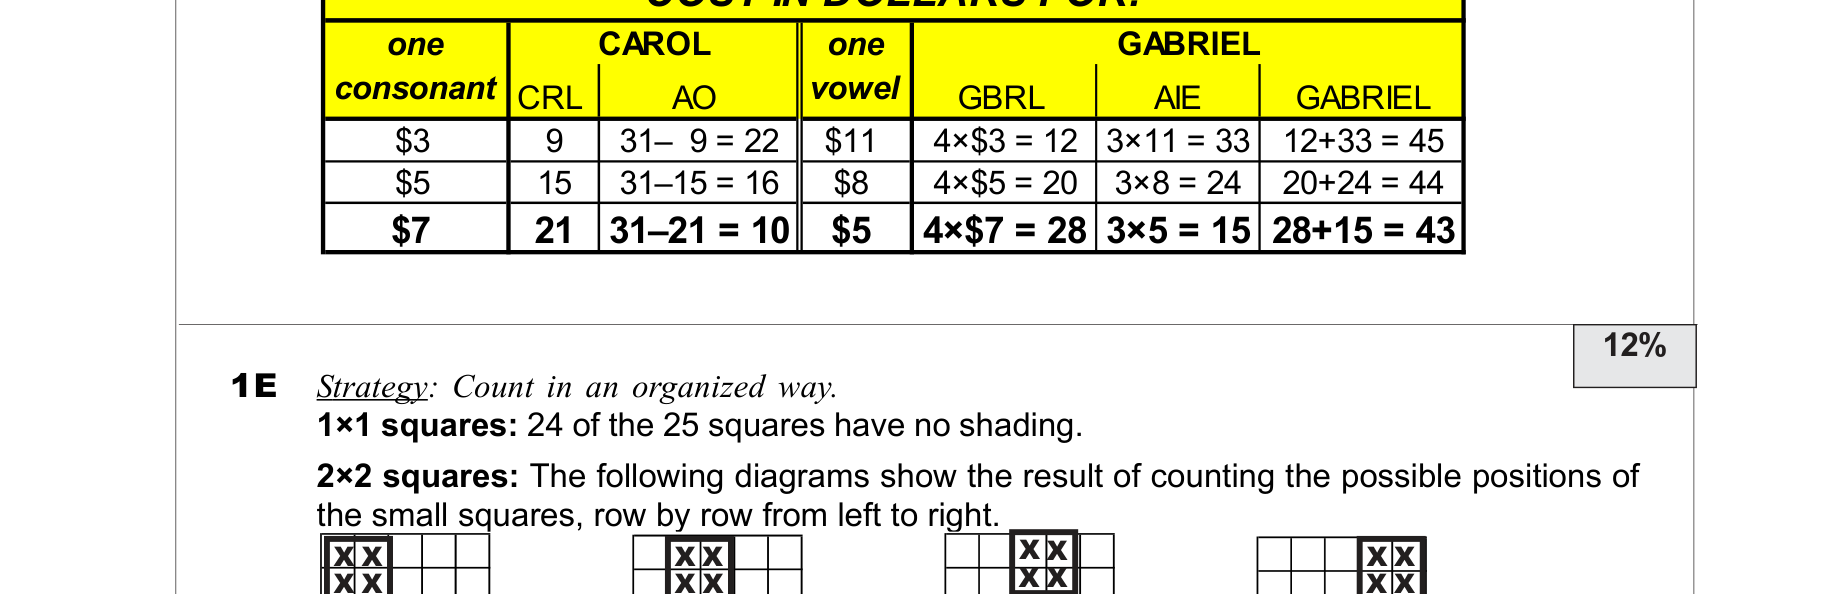 COST IN DOLLARS FOR:
one consonant CAROL one vowel GABRIEL
CRL AO GBRL AIE GABRIEL
$3 9 31– 9 = 22 $11 4×$3 = 12 3×11 = 33 12+33 = 45
$5 15 31–15 = 16 $8 4×$5 = 20 3×8 = 24 20+24 = 44
$7 21 31–21 = 10 $5 4×$7 = 28 3×5 = 15 28+15 = 43
12%
1E Strategy: Count in an organized way.
1×1 squares: 24 of the 25 squares have no shading.
2×2 squares: The following diagrams show the result of counting the possible positions of
the small squares, row by row from left to right.
x x x x x x x x
x x x x x x x x